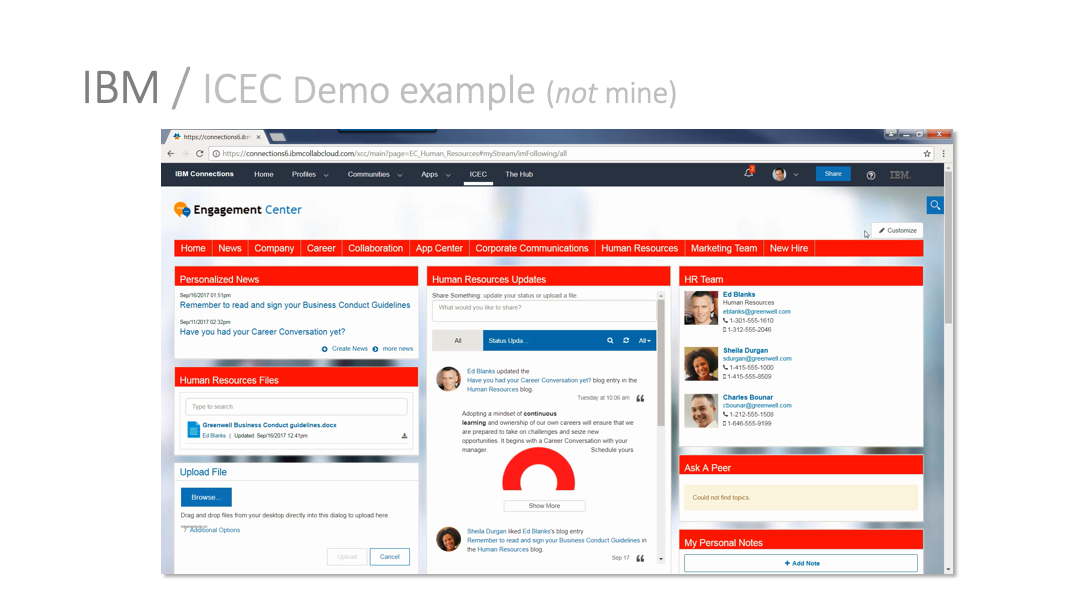 IBM / ICEC Demo example (not mine)
https://connections6.ibm
https://connections6.ibmcollabcloud.com/xcc/main?page=EC_Human_Resources#myStream/imFollowing/all
IBM Connections Home Profiles Communities Apps ICEC The Hub Share IBM
Engagement Center
Customize
Home News Company Career Collaboration App Center Corporate Communications Human Resources Marketing Team New Hire
Personalized News
Sep/16/2017 01:51pm
Remember to read and sign your Business Conduct Guidelines
Sep/11/2017 02:32pm
Have you had your Career Conversation yet?
Create News more news
Human Resources Files
Type to search
Greenwell Business Conduct guidelines.docx
Ed Blanks | Updated Sep/16/2017 12:41pm
Upload File
Browse...
Drag and drop files from your desktop directly into this dialog to upload here.
? Additional Options
Upload Cancel
Human Resources Updates
Share Something: update your status or upload a file.
What would you like to share?
All Status Upda... All
Ed Blanks updated the
Have you had your Career Conversation yet? blog entry in the
Human Resources blog.
Tuesday at 10:06 am
Adopting a mindset of continuous
learning and ownership of our own careers will ensure that we
are prepared to take on challenges and seize new
opportunities. It begins with a Career Conversation with your
manager. Schedule yours
Show More
Sheila Durgan liked Ed Blanks's blog entry
Remember to read and sign your Business Conduct Guidelines in
the Human Resources blog.
Sep 17
HR Team
Ed Blanks
Human Resources
eblanks@greenwell.com
1-301-555-1610
1-312-555-2046
Sheila Durgan
sdurgan@greenwell.com
1-415-555-1000
1-415-555-8509
Charles Bounar
cbounar@greenwell.com
1-212-555-1508
1-646-555-9199
Ask A Peer
Could not find topics.
My Personal Notes
+ Add Note